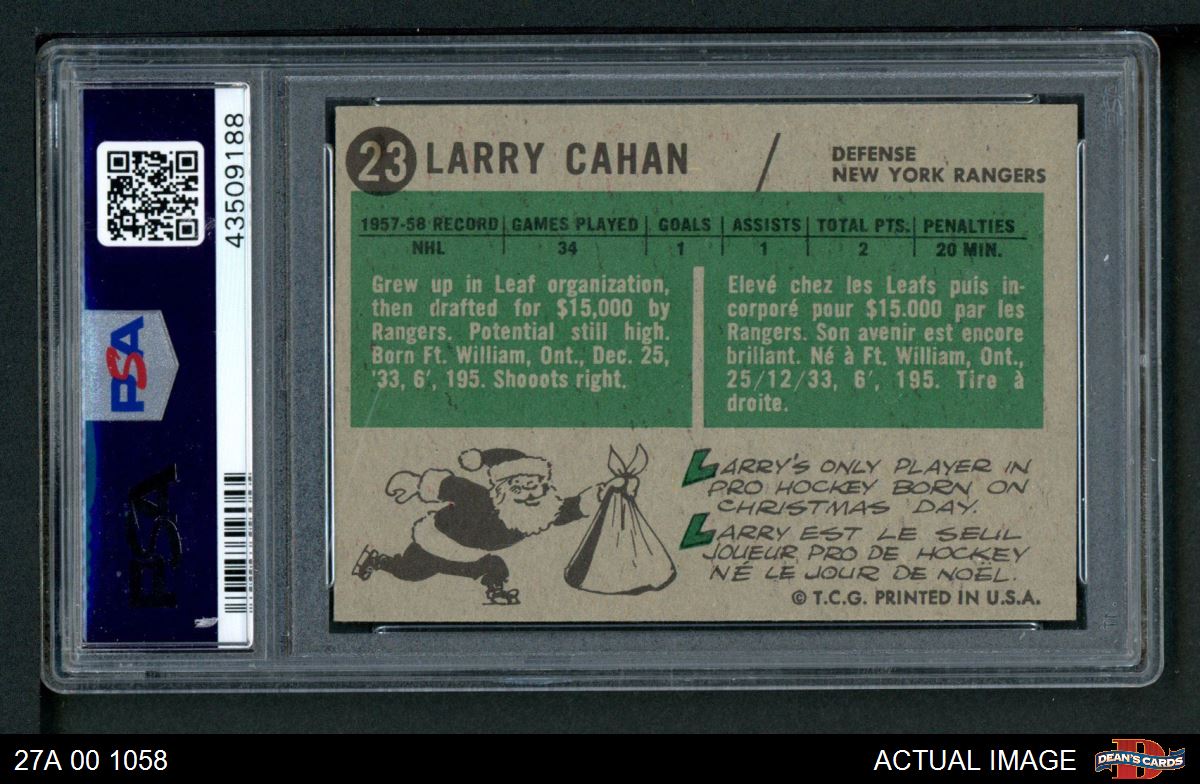 43509188
PSA
PSA
23 LARRY CAHAN / DEFENSE
NEW YORK RANGERS
1957-58 RECORD | GAMES PLAYED | GOALS | ASSISTS | TOTAL PTS. | PENALTIES
NHL 34 1 1 2 20 MIN.
Grew up in Leaf organization,
then drafted for $15,000 by
Rangers. Potential still high.
Born Ft. William, Ont., Dec. 25,
'33, 6', 195. Shooots right.
Elevé chez les Leafs puis in-
corporé pour $15.000 par les
Rangers. Son avenir est encore
brillant. Né à Ft. William, Ont.,
25/12/33, 6', 195. Tire à
droite.
LARRY'S ONLY PLAYER IN
PRO HOCKEY BORN ON
CHRISTMAS DAY.
LARRY EST LE SEUL
JOUEUR PRO DE HOCKEY
NÉ LE JOUR DE NOËL.
© T.C.G. PRINTED IN U.S.A.
27A 00 1058
ACTUAL IMAGE
D
DEAN'S CARDS